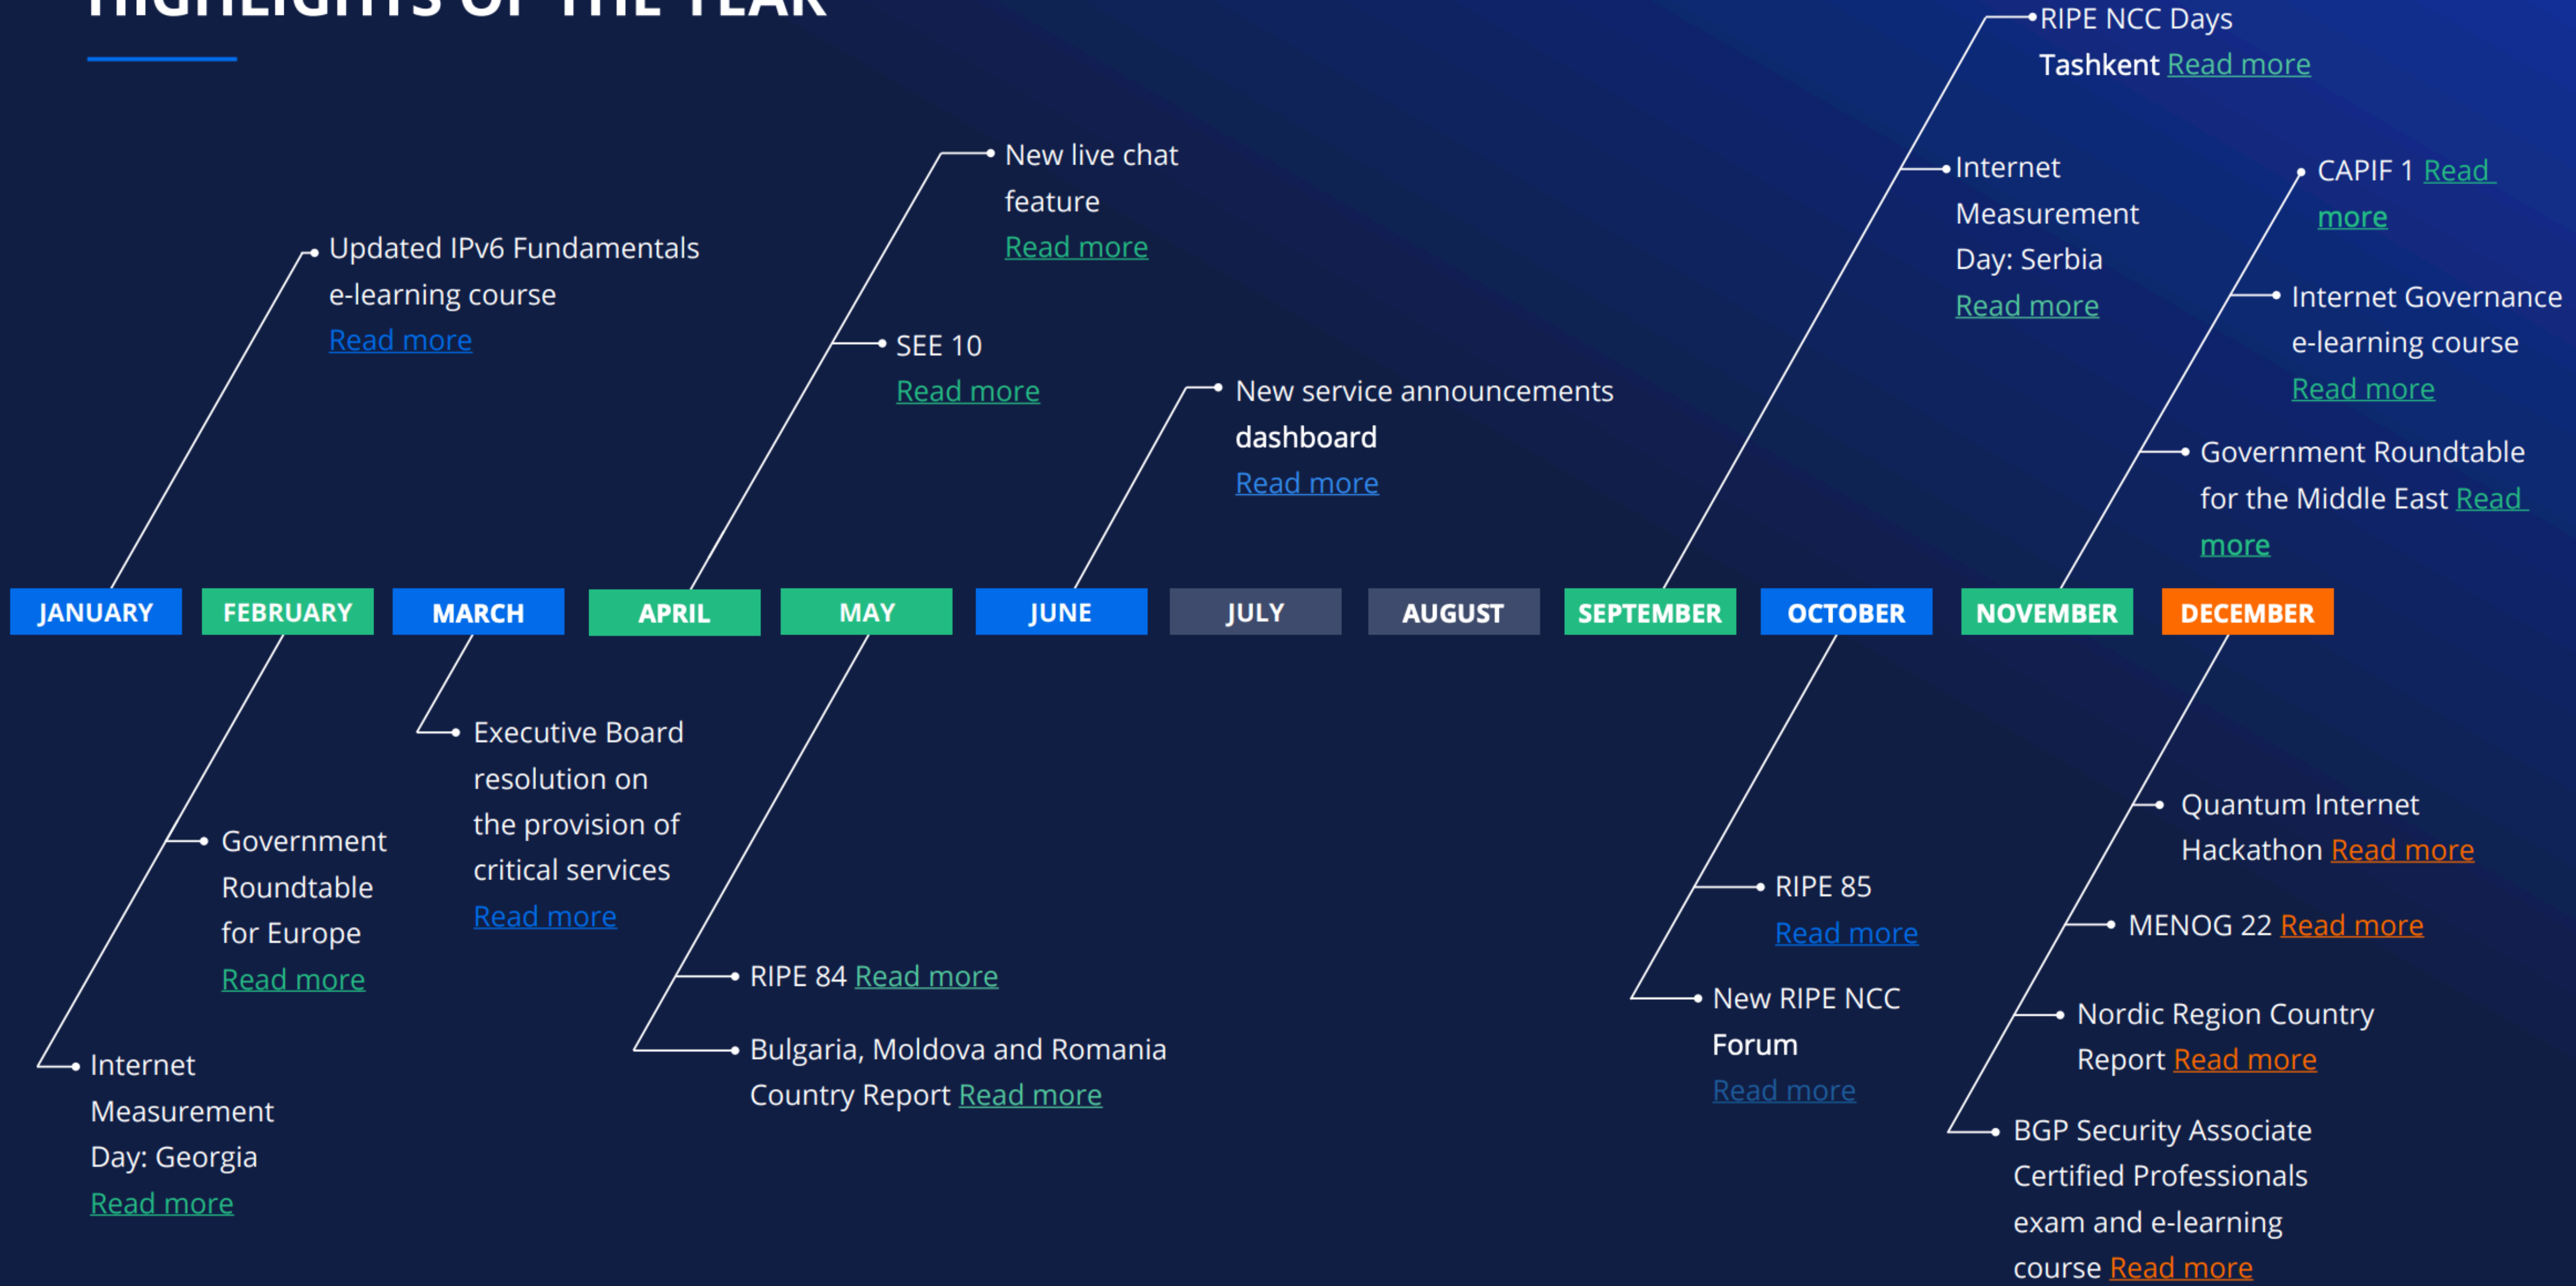 HIGHLIGHTS OF THE YEAR
RIPE NCC Days
Tashkent Read more
New live chat
feature
Read more
Internet
Measurement
Day: Serbia
Read more
CAPIF 1 Read
more
Updated IPv6 Fundamentals
e-learning course
Read more
Internet Governance
e-learning course
Read more
SEE 10
Read more
New service announcements
dashboard
Read more
Government Roundtable
for the Middle East Read
more
JANUARY
FEBRUARY
MARCH
APRIL
MAY
JUNE
JULY
AUGUST
SEPTEMBER
OCTOBER
NOVEMBER
DECEMBER
Internet
Measurement
Day: Georgia
Read more
Government
Roundtable
for Europe
Read more
Executive Board
resolution on
the provision of
critical services
Read more
RIPE 84 Read more
Bulgaria, Moldova and Romania
Country Report Read more
RIPE 85
Read more
New RIPE NCC
Forum
Read more
Quantum Internet
Hackathon Read more
MENOG 22 Read more
Nordic Region Country
Report Read more
BGP Security Associate
Certified Professionals
exam and e-learning
course Read more